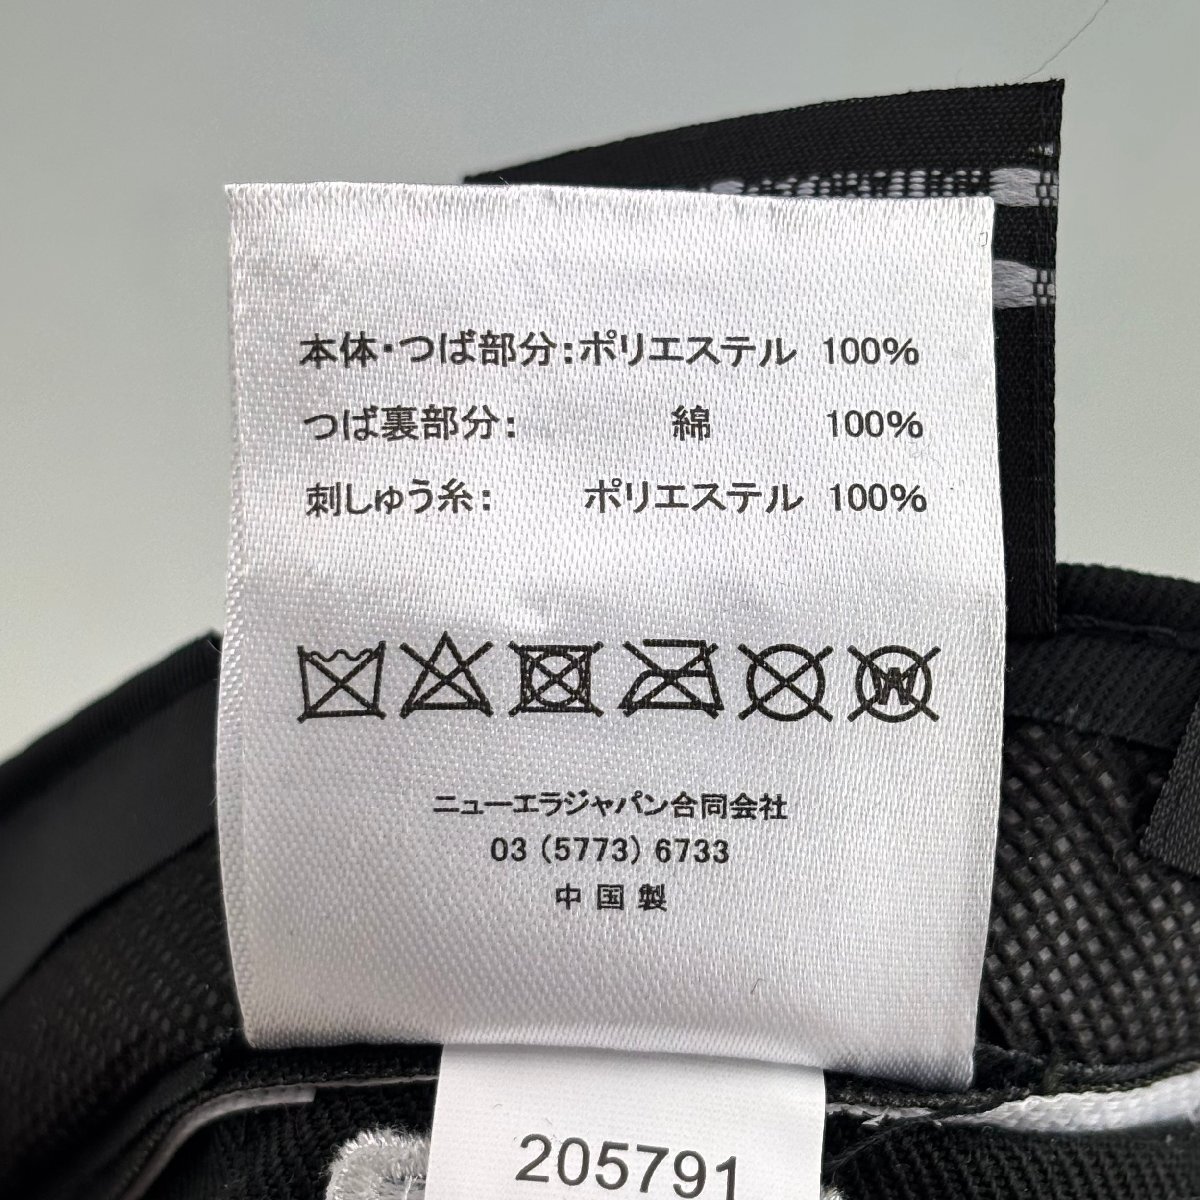 本体・つば部分:ポリエステル 100%
つば裏部分: 綿 100%
刺しゅう糸: ポリエステル 100%
W
ニューエラジャパン合同会社
03 (5773) 6733
中国製
205791